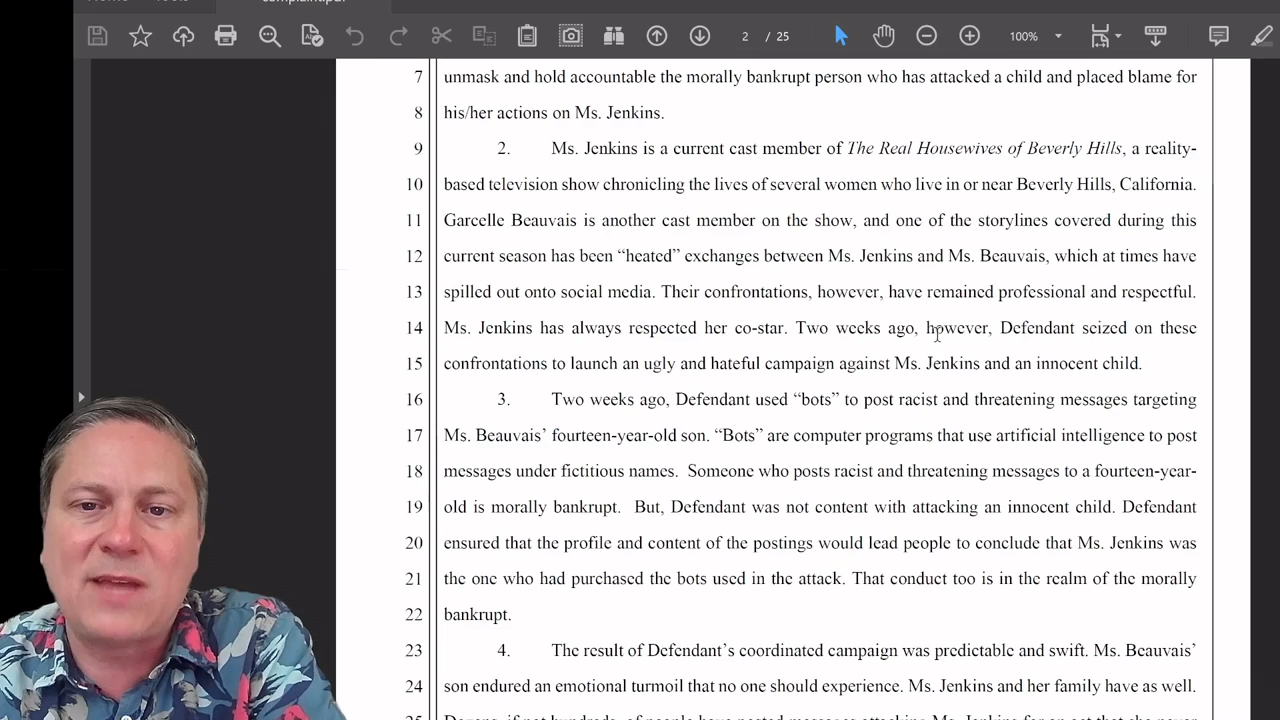 2 / 25
100%
7 unmask and hold accountable the morally bankrupt person who has attacked a child and placed blame for
8 his/her actions on Ms. Jenkins.
9 2. Ms. Jenkins is a current cast member of The Real Housewives of Beverly Hills, a reality-
10 based television show chronicling the lives of several women who live in or near Beverly Hills, California.
11 Garcelle Beauvais is another cast member on the show, and one of the storylines covered during this
12 current season has been “heated” exchanges between Ms. Jenkins and Ms. Beauvais, which at times have
13 spilled out onto social media. Their confrontations, however, have remained professional and respectful.
14 Ms. Jenkins has always respected her co-star. Two weeks ago, however, Defendant seized on these
15 confrontations to launch an ugly and hateful campaign against Ms. Jenkins and an innocent child.
16 3. Two weeks ago, Defendant used “bots” to post racist and threatening messages targeting
17 Ms. Beauvais’ fourteen-year-old son. “Bots” are computer programs that use artificial intelligence to post
18 messages under fictitious names. Someone who posts racist and threatening messages to a fourteen-year-
19 old is morally bankrupt. But, Defendant was not content with attacking an innocent child. Defendant
20 ensured that the profile and content of the postings would lead people to conclude that Ms. Jenkins was
21 the one who had purchased the bots used in the attack. That conduct too is in the realm of the morally
22 bankrupt.
23 4. The result of Defendant’s coordinated campaign was predictable and swift. Ms. Beauvais’
24 son endured an emotional turmoil that no one should experience. Ms. Jenkins and her family have as well.